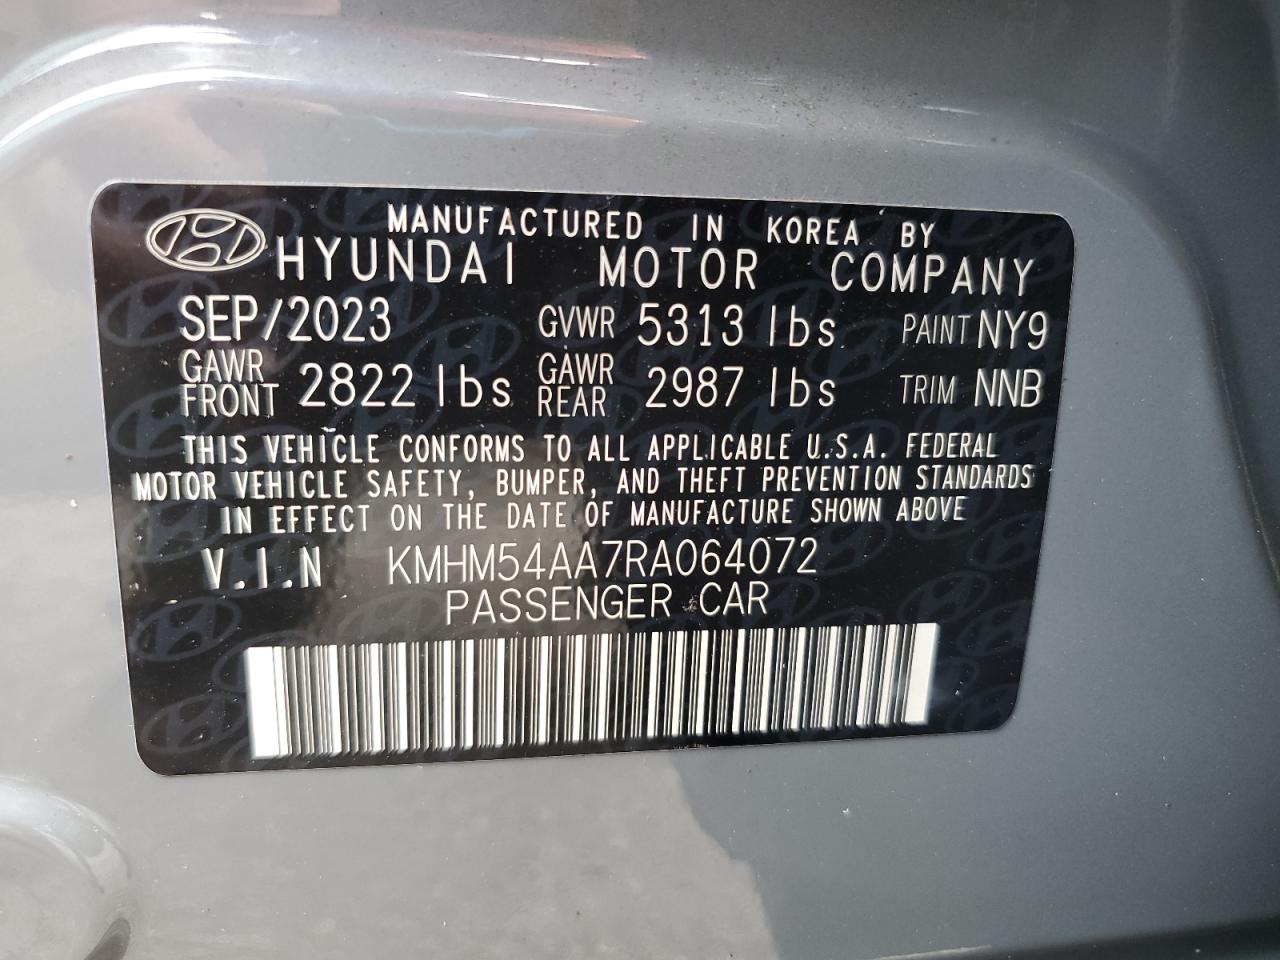 MANUFACTURED IN KOREA BY
HYUNDAI MOTOR COMPANY
SEP/2023 GVWR 5313 lbs PAINT NY9
GAWR FRONT 2822 lbs GAWR REAR 2987 lbs TRIM NNB
THIS VEHICLE CONFORMS TO ALL APPLICABLE U.S.A. FEDERAL
MOTOR VEHICLE SAFETY, BUMPER, AND THEFT PREVENTION STANDARDS
IN EFFECT ON THE DATE OF MANUFACTURE SHOWN ABOVE
V.I.N KMHM54AA7RA064072
PASSENGER CAR